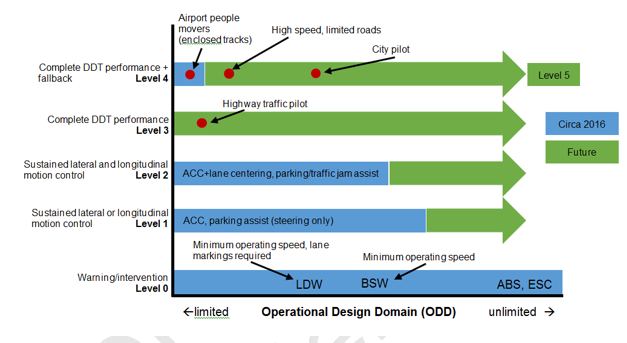 Airport people
movers
(enclosed tracks)
High speed, limited roads
City pilot
Complete DDT performance +
fallback
Level 4
Level 5
Highway traffic pilot
Complete DDT performance
Level 3
Circa 2016
Future
Sustained lateral and longitudinal
motion control
Level 2
ACC+lane centering, parking/traffic jam assist
Sustained lateral or longitudinal
motion control
Level 1
ACC, parking assist (steering only)
Minimum operating speed, lane
markings required
Minimum operating speed
Warning/intervention
Level 0
LDW
BSW
ABS, ESC
←limited
Operational Design Domain (ODD)
unlimited →